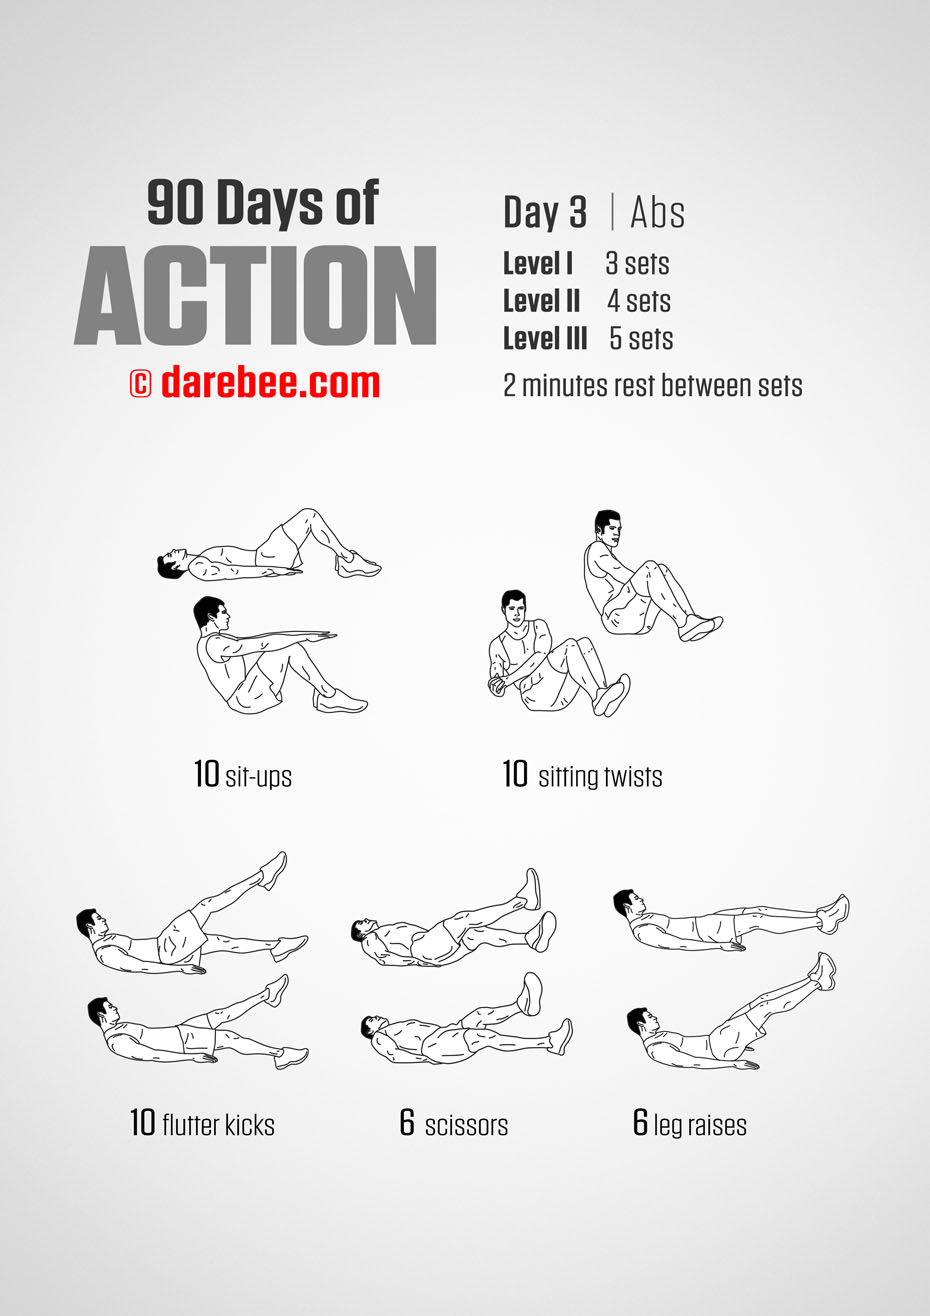 90 Days of
ACTION
© darebee.com
Day 3 | Abs
Level I 3 sets
Level II 4 sets
Level III 5 sets
2 minutes rest between sets
10 sit-ups
10 sitting twists
10 flutter kicks
6 scissors
6 leg raises